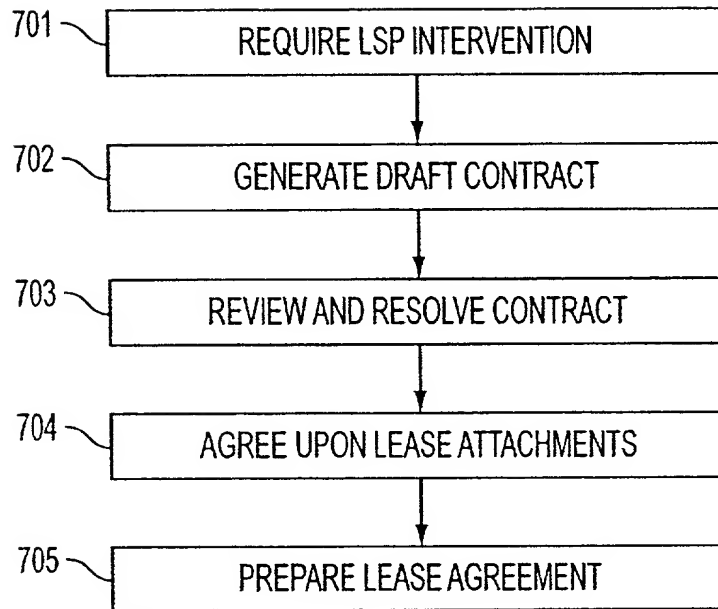 701 REQUIRE LSP INTERVENTION
702 GENERATE DRAFT CONTRACT
703 REVIEW AND RESOLVE CONTRACT
704 AGREE UPON LEASE ATTACHMENTS
705 PREPARE LEASE AGREEMENT